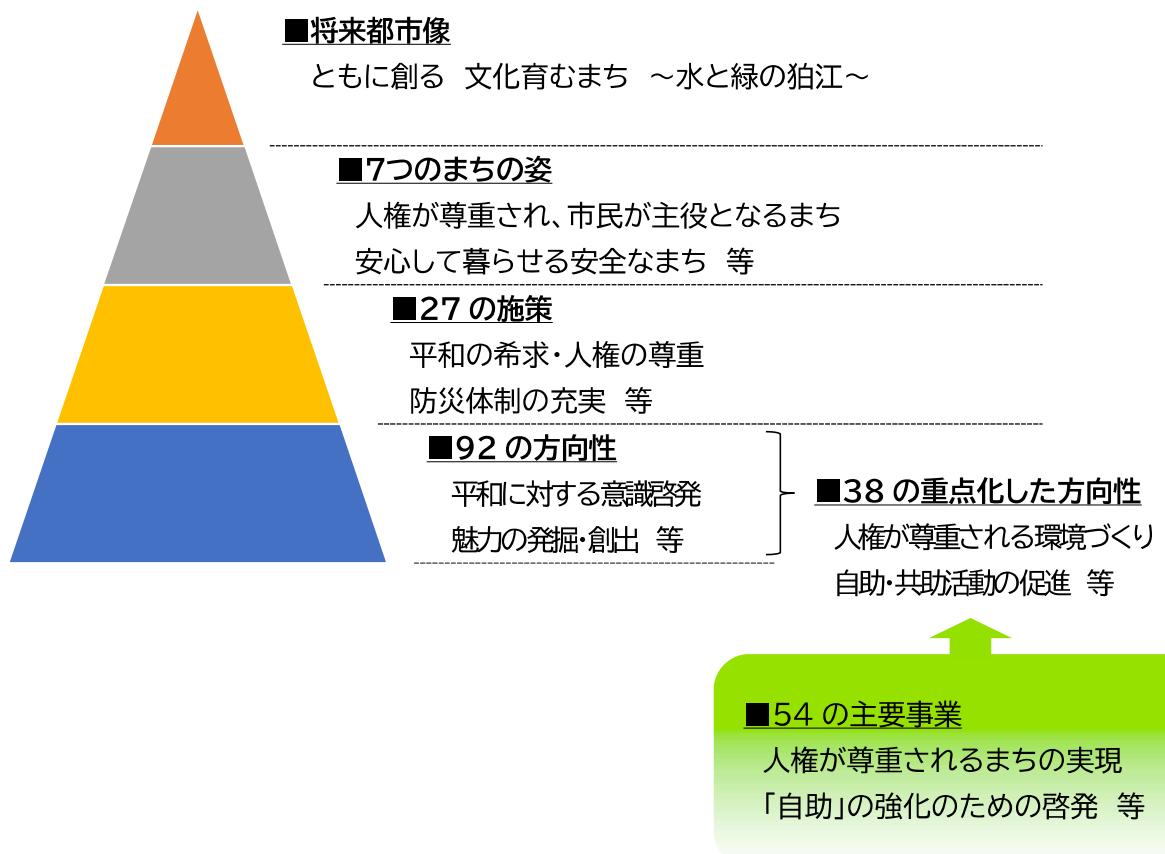 ■将来都市像
ともに創る　文化育むまち　～水と緑の狛江～
■7つのまちの姿
人権が尊重され、市民が主役となるまち
安心して暮らせる安全なまち　等
■27 の施策
平和の希求・人権の尊重
防災体制の充実　等
■92 の方向性
平和に対する意識啓発
魅力の発掘・創出　等
■38 の重点化した方向性
人権が尊重される環境づくり
自助・共助活動の促進　等
■54 の主要事業
人権が尊重されるまちの実現
「自助」の強化のための啓発　等